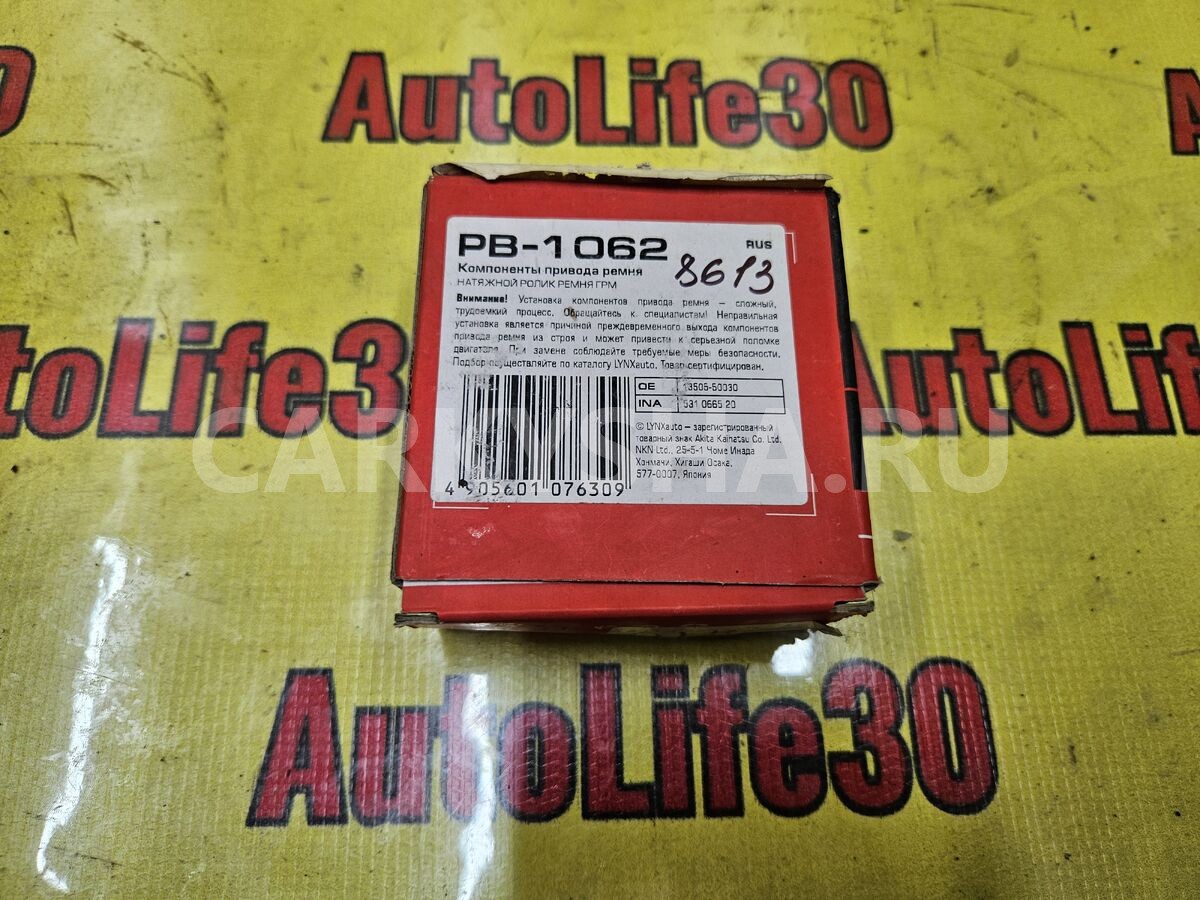 AutoLife30
PB-1062
RUS
Компоненты привода ремня
8613
НАТЯЖНОЙ РОЛИК РЕМНЯ ГРМ
Внимание! Установка компонентов привода ремня — сложный,
трудоемкий процесс. Обращайтесь к специалистам! Неправильная
установка является причиной преждевременного выхода компонентов
привода ремня из строя и может привести к серьезной поломке
двигателя. При замене соблюдайте требуемые меры безопасности.
Подбор осуществляйте по каталогу LYNXauto. Товар сертифицирован.
OE 13505-50030
INA 531 0665 20
© LYNXauto — зарегистрированный
товарный знак Akita Kainatsu Co. Ltd.
NKN Ltd., 25-5-1 Чоме Инада
Хонмачи, Хигаши Осака,
577-0007, Япония
4 905601 076309
utoLife3
AutoLif
CARUYSHA.RU
AutoLife30